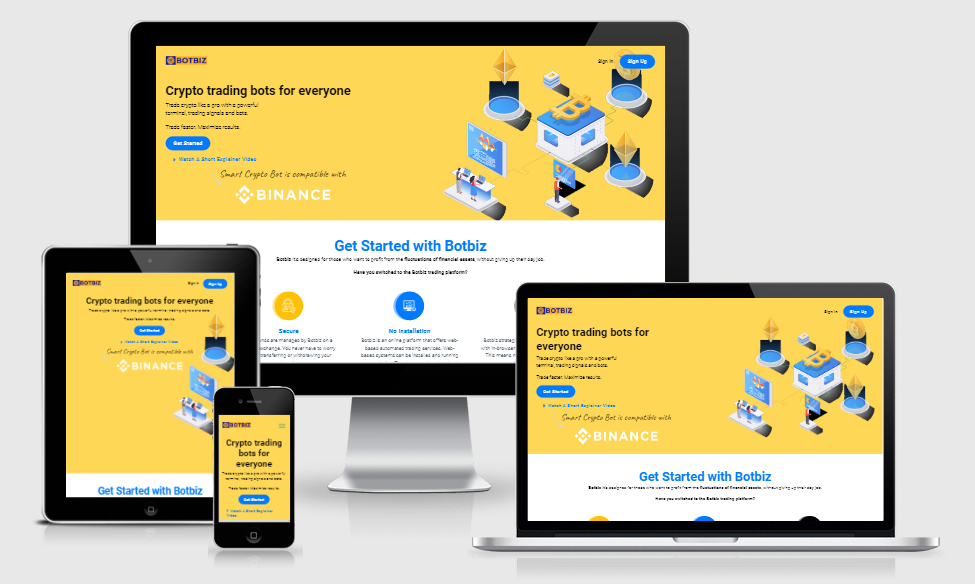 BOTBIZ
Sign In
Sign Up
Crypto trading bots for everyone
Trade crypto like a pro with a powerful
terminal, trading signals and bots.
Trade faster. Maximize results.
Get Started
Watch A Short Explainer Video
Smart Crypto Bot is compatible with
BINANCE
Get Started with Botbiz
Botbiz is designed for those who want to profit from the fluctuations of financial assets, without giving up their day job.
Have you switched to the Botbiz trading platform?
Secure
are managed by Botbiz on a
You never have to worry
transferring or withdrawing your
No Installation
Botbiz is an online platform that offers web-
based automated trading services. Web-
based systems can be installed and running
Botbiz
with in-browser
This means
BOTBIZ
Sign In
Sign Up
Crypto trading bots for everyone
Trade crypto like a pro with a powerful terminal, trading signals and bots.
Trade faster. Maximize results.
Get Started
Watch A Short Explainer Video
Smart Crypto Bot is compatible with
BINANCE
Get Started with Botbiz
BOTBIZ
Crypto trading
bots for
everyone
Trade crypto like a pro with a powerful
terminal, trading signals and bots.
Trade faster. Maximize results.
Get Started
Watch A Short Explainer
Video
BOTBIZ
Sign In
Sign Up
Crypto trading bots for
everyone
Trade crypto like a pro with a powerful
terminal, trading signals and bots.
Trade faster. Maximize results.
Get Started
Watch A Short Explainer Video
Smart Crypto Bot is compatible with
BINANCE
Get Started with Botbiz
Botbiz is designed for those who want to profit from the fluctuations of financial assets, without giving up their day job.
Have you switched to the Botbiz trading platform?